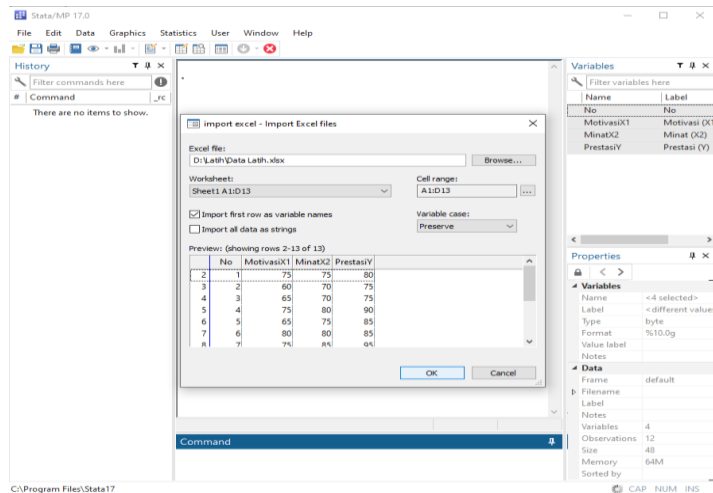 Stata/MP 17.0
File Edit Data Graphics Statistics User Window Help
History
Filter commands here
# Command _rc
There are no items to show.
.
import excel - Import Excel files
Excel file:
D:\Latih\Data Latih.xlsx
Browse...
Worksheet:
Cell range:
Sheet1 A1:D13
A1:D13
...
Import first row as variable names
Import all data as strings
Variable case:
Preserve
Preview: (showing rows 2-13 of 13)
No MotivasiX1 MinatX2 PrestasiY
2 1 75 75 80
3 2 60 70 75
4 3 65 70 75
5 4 75 80 90
6 5 65 75 85
7 6 80 80 85
8 7 75 85 95
OK Cancel
Command
Variables
Filter variables here
Name Label
No No
MotivasiX1 Motivasi (X1
MinatX2 Minat (X2)
PrestasiY Prestasi (Y)
Properties
Variables
Name <4 selected>
Label <different value
Type byte
Format %10.0g
Value label
Notes
Data
Frame default
Filename
Label
Notes
Variables 4
Observations 12
Size 48
Memory 64M
Sorted by
C:\Program Files\Stata17
CAP NUM INS